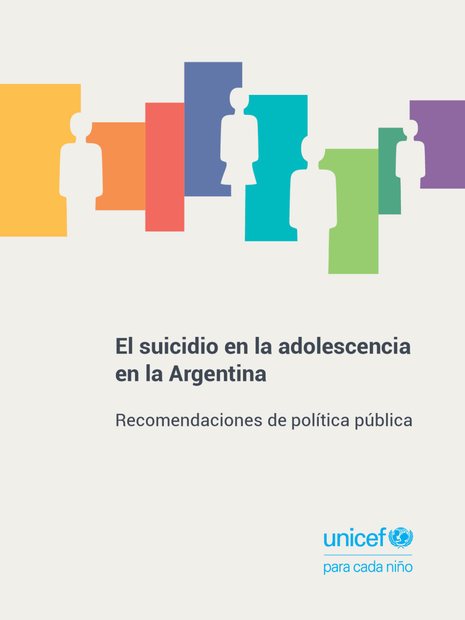 El suicidio en la adolescencia
en la Argentina
Recomendaciones de política pública
unicef
para cada niño